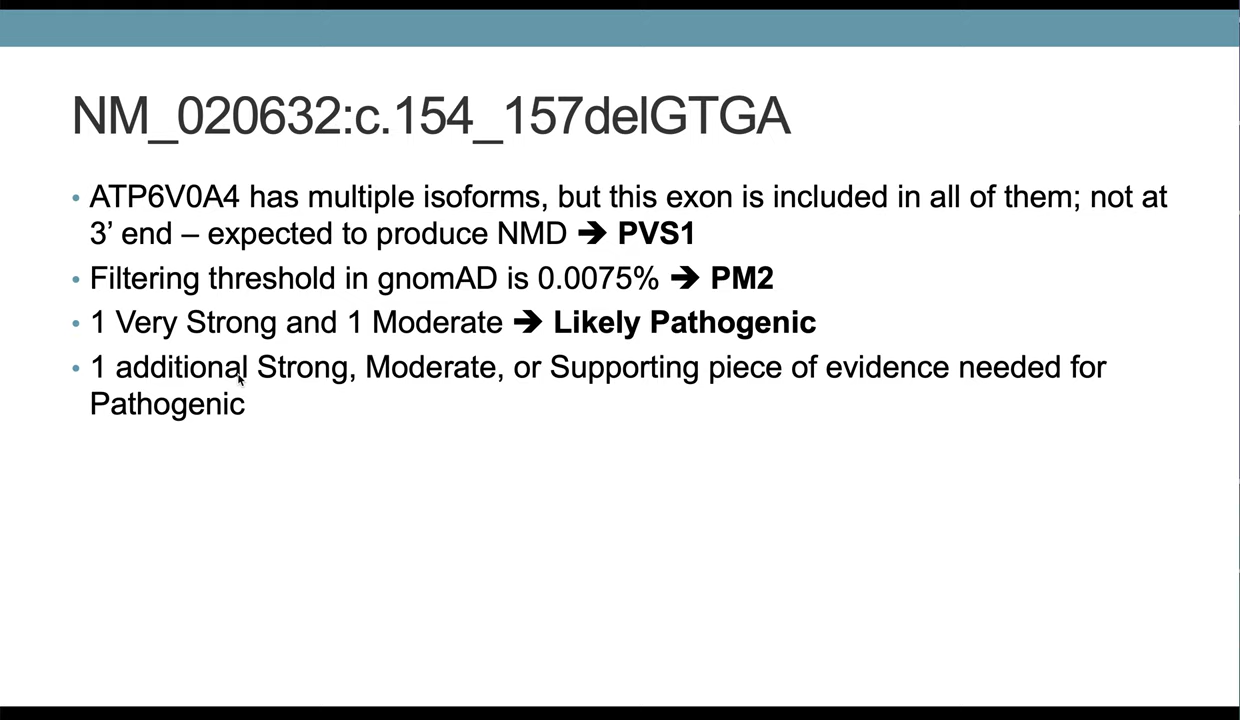 NM_020632:c.154_157delGTGA
• ATP6V0A4 has multiple isoforms, but this exon is included in all of them; not at
3’ end – expected to produce NMD ➔ PVS1
• Filtering threshold in gnomAD is 0.0075% ➔ PM2
• 1 Very Strong and 1 Moderate ➔ Likely Pathogenic
• 1 additional Strong, Moderate, or Supporting piece of evidence needed for
Pathogenic